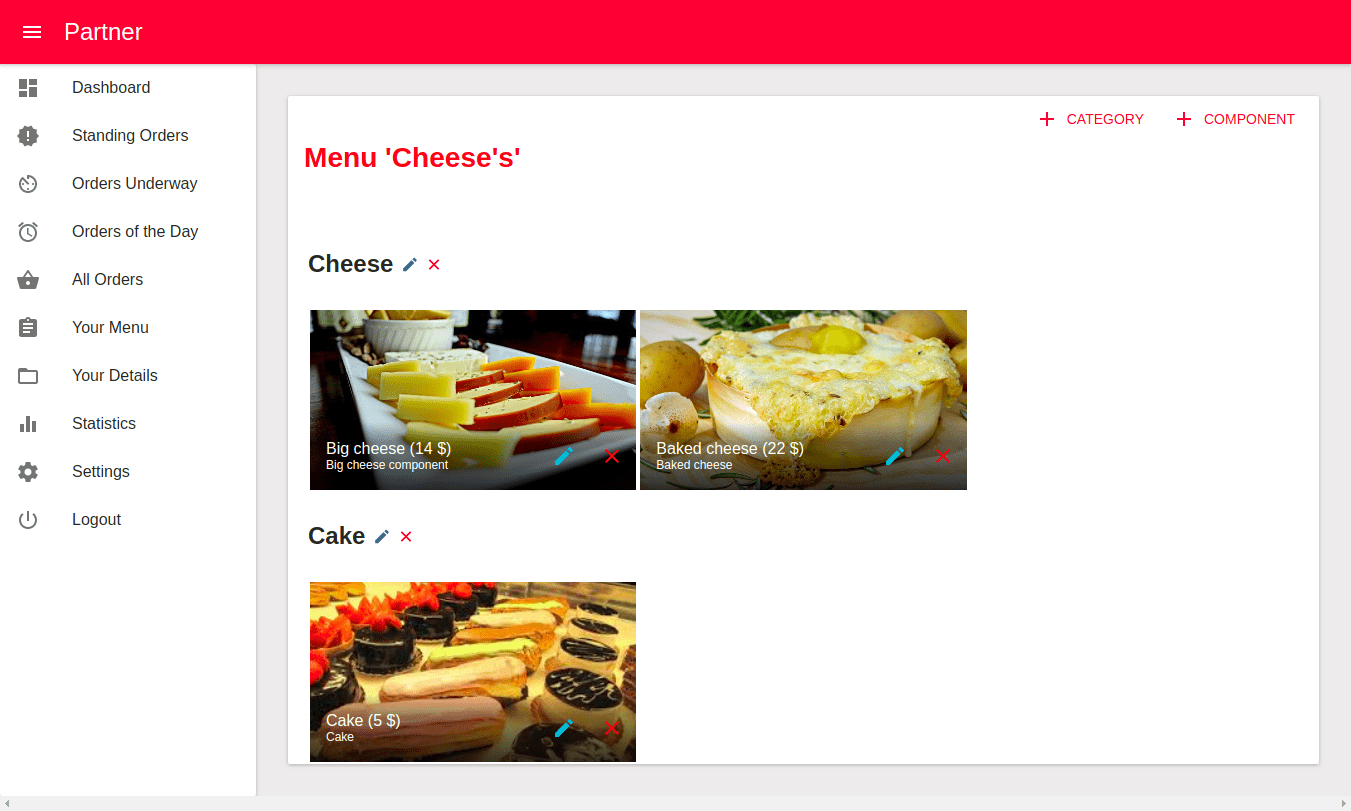 Partner
Dashboard
Standing Orders
Orders Underway
Orders of the Day
All Orders
Your Menu
Your Details
Statistics
Settings
Logout
CATEGORY
COMPONENT
Menu 'Cheese's'
Cheese
Big cheese (14 $)
Big cheese component
Baked cheese (22 $)
Baked cheese
Cake
Cake (5 $)
Cake